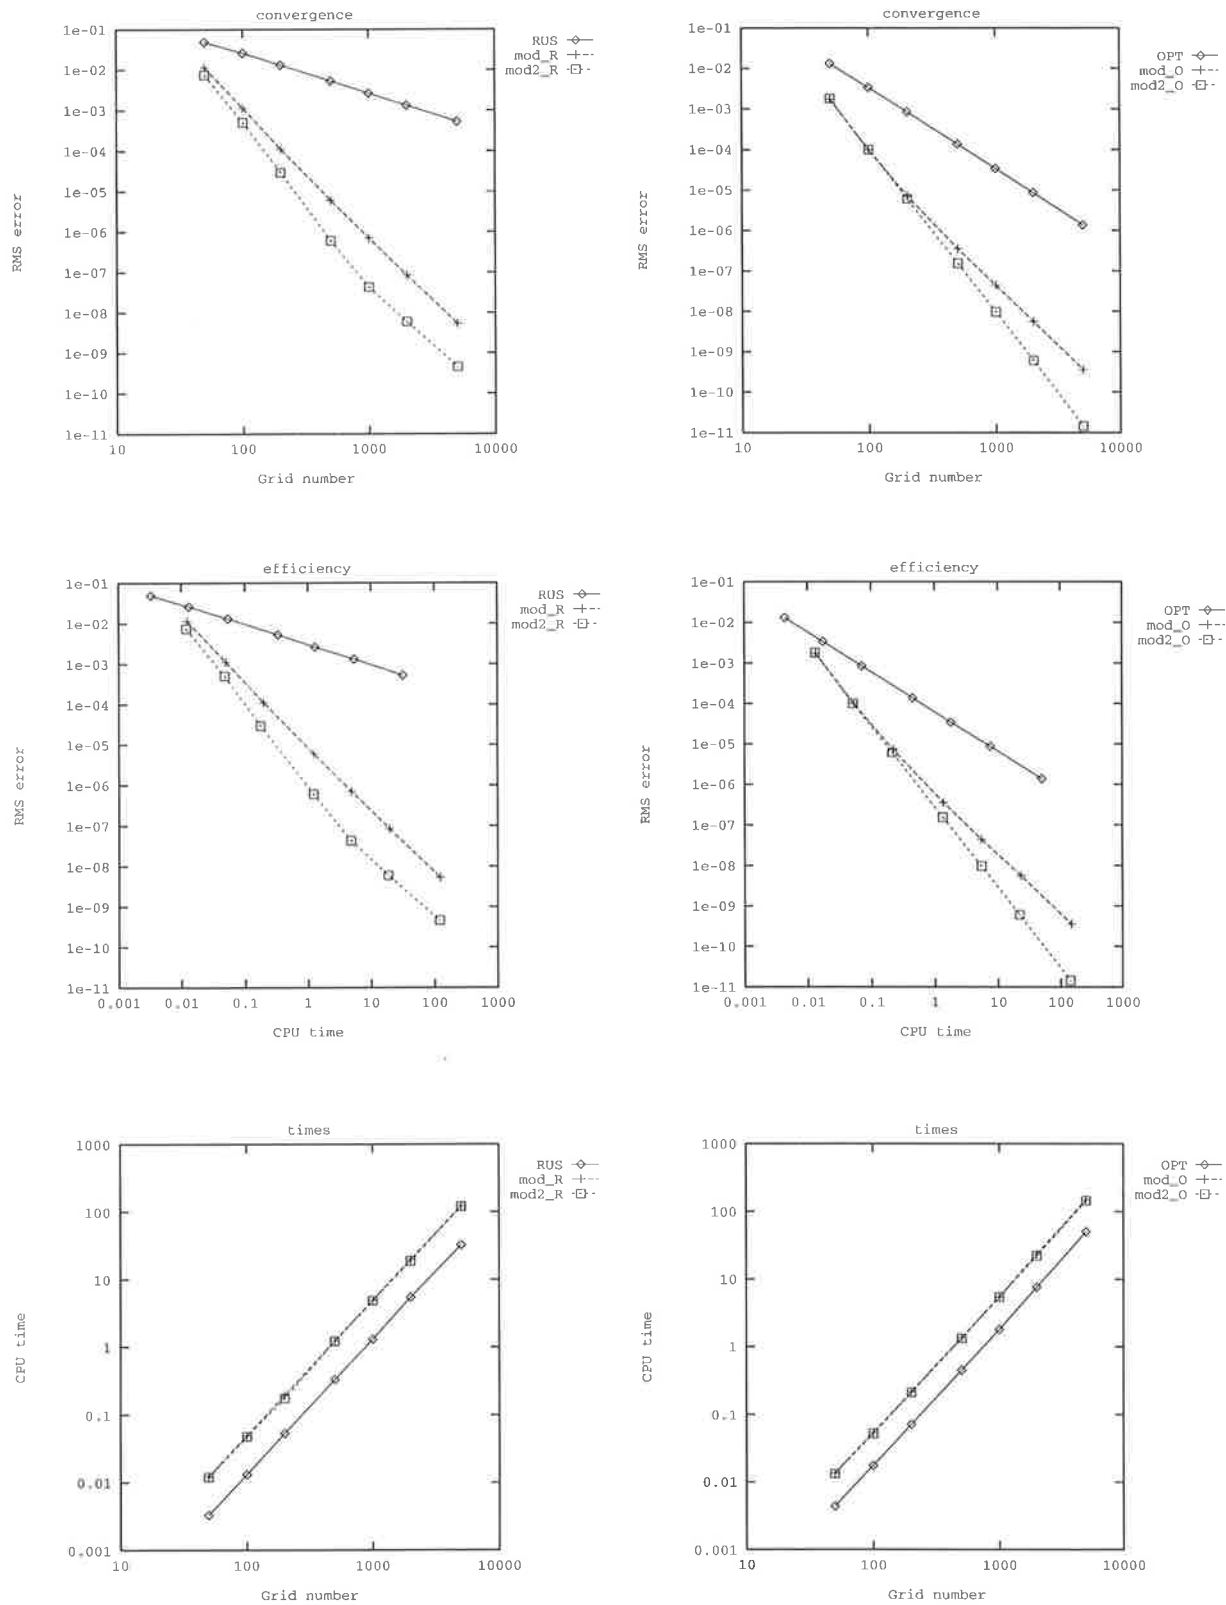 convergence
1e-01
1e-02
1e-03
1e-04
1e-05
1e-06
1e-07
1e-08
1e-09
1e-10
1e-11
RMS error
10
100
1000
10000
Grid number
RUS
mod_R
mod2_R
convergence
1e-01
1e-02
1e-03
1e-04
1e-05
1e-06
1e-07
1e-08
1e-09
1e-10
1e-11
RMS error
10
100
1000
10000
Grid number
OPT
mod_O
mod2_O
efficiency
1e-01
1e-02
1e-03
1e-04
1e-05
1e-06
1e-07
1e-08
1e-09
1e-10
1e-11
RMS error
0.001
0.01
0.1
1
10
100
1000
CPU time
RUS
mod_R
mod2_R
efficiency
1e-01
1e-02
1e-03
1e-04
1e-05
1e-06
1e-07
1e-08
1e-09
1e-10
1e-11
RMS error
0.001
0.01
0.1
1
10
100
1000
CPU time
OPT
mod_O
mod2_O
times
1000
100
10
1
0.1
0.01
0.001
CPU time
10
100
1000
10000
Grid number
RUS
mod_R
mod2_R
times
1000
100
10
1
0.1
0.01
0.001
CPU time
10
100
1000
10000
Grid number
OPT
mod_O
mod2_O